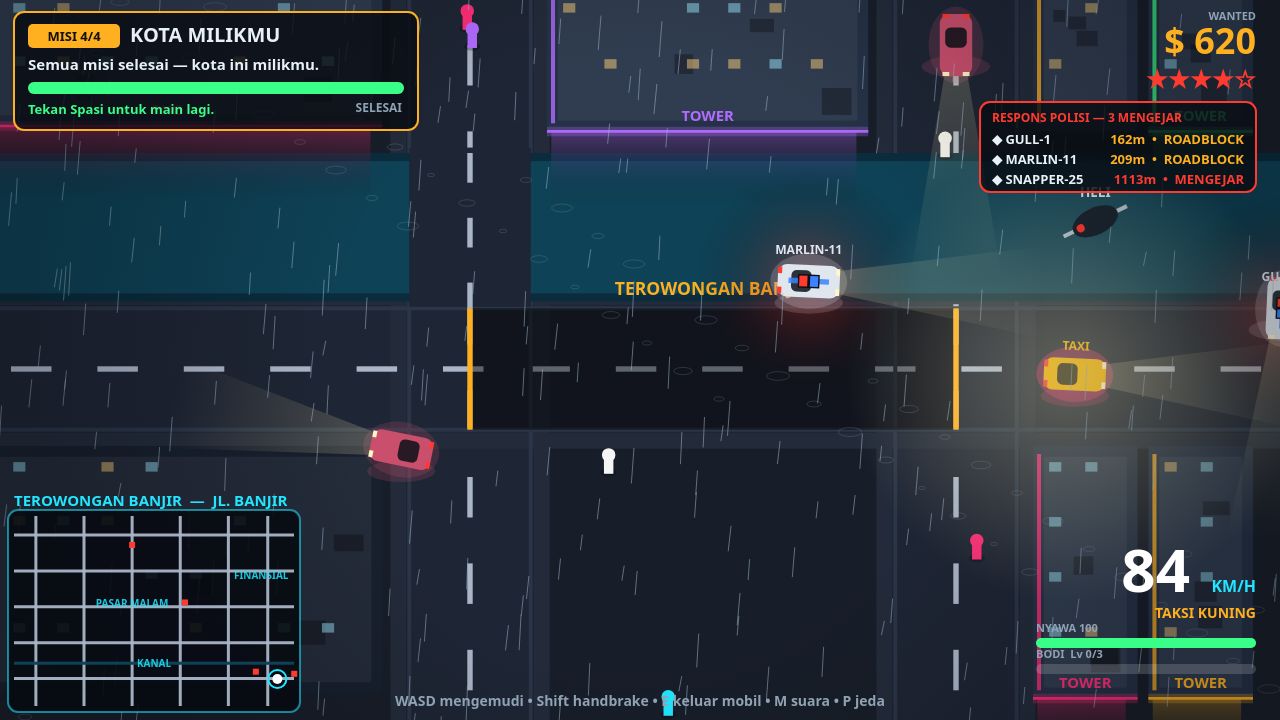 MISI 4/4 KOTA MILIKMU
Semua misi selesai — kota ini milikmu.
Tekan Spasi untuk main lagi.
SELESAI
WANTED
$ 620
RESPONS POLISI — 3 MENGEJAR
◆ GULL-1 162m • ROADBLOCK
◆ MARLIN-11 209m • ROADBLOCK
◆ SNAPPER-25 1113m • MENGEJAR
TOWER
TOWER
HELI
MARLIN-11
TEROWONGAN
TAXI
TEROWONGAN BANJIR — JL. BANJIR
FINANSIAL
PASAR MALAM
KANAL
84 KM/H
TAKSI KUNING
NYAWA 100
BODI Lv 0/3
TOWER
TOWER
WASD mengemudi • Shift handbrake • keluar mobil • M suara • P jeda